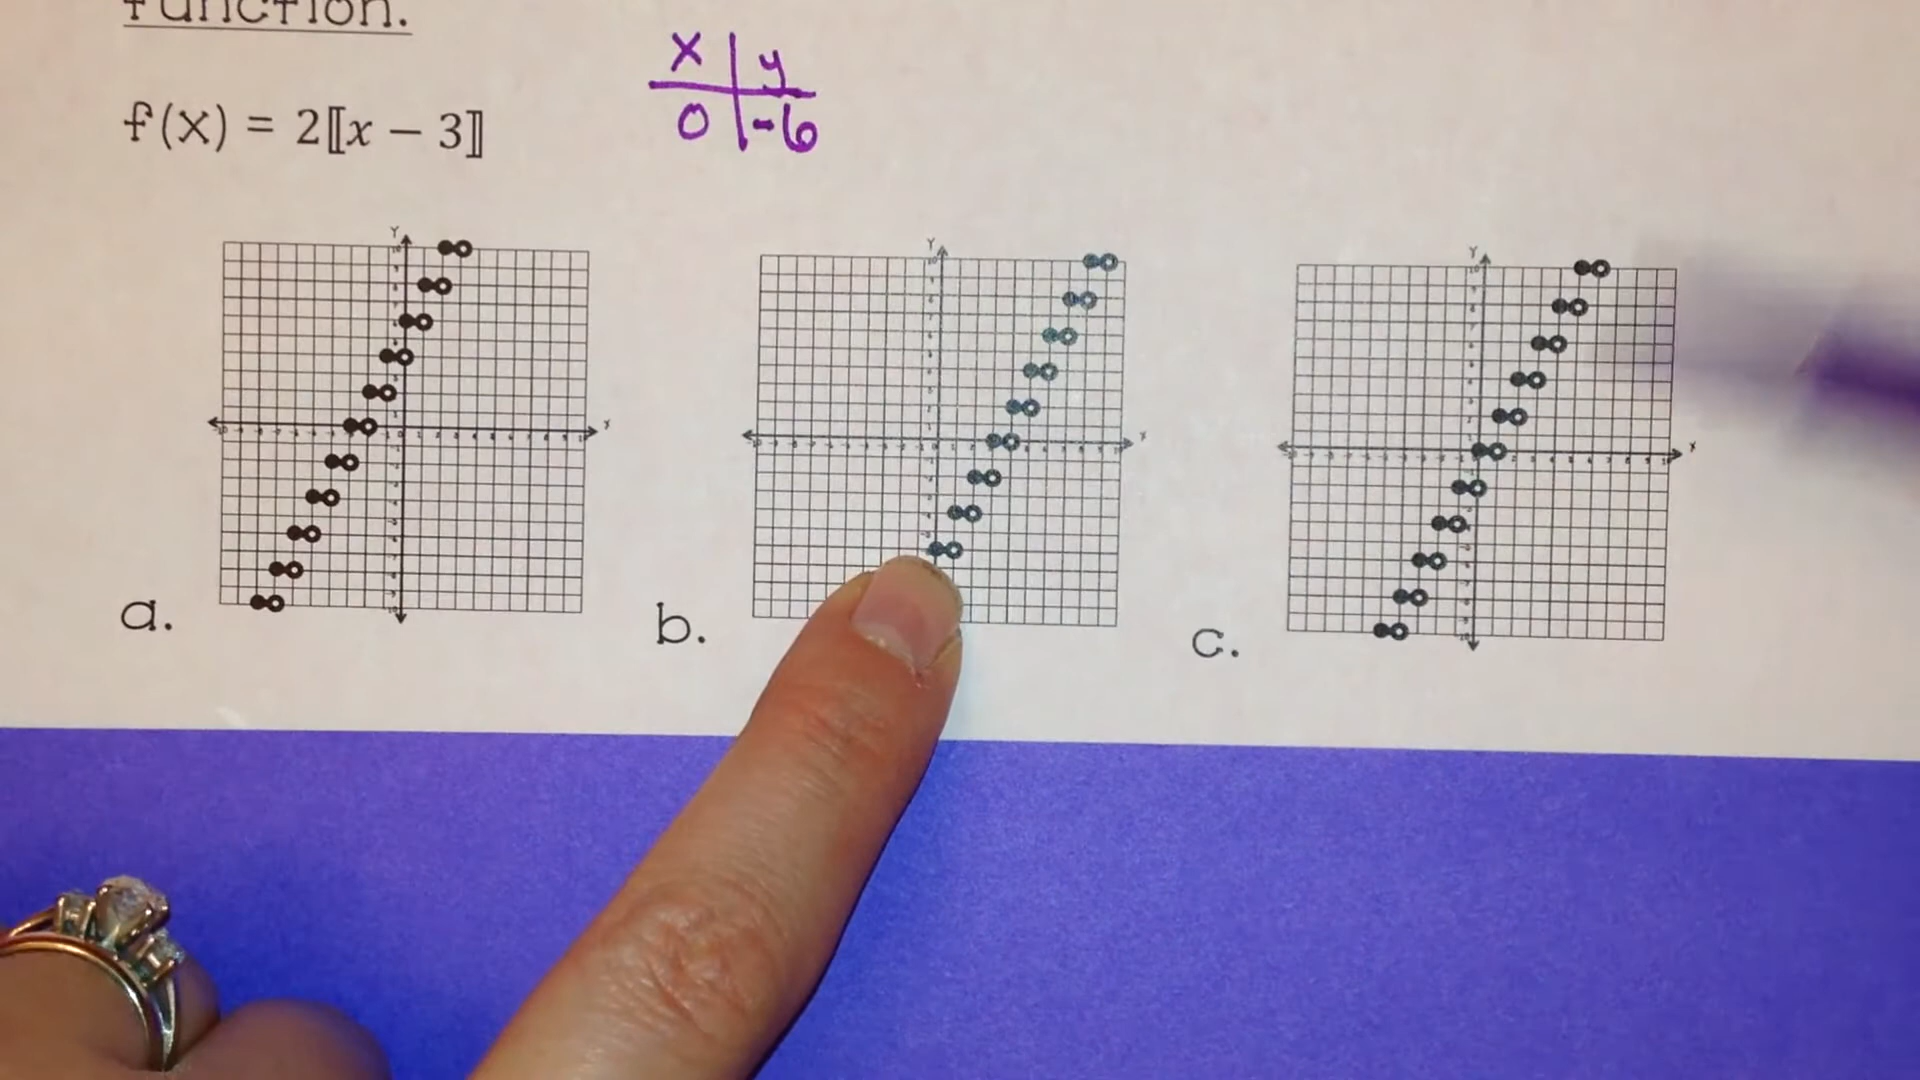 function.
x | y
f(x) = 2⟦x − 3⟧
0 | -6
Y
Y
Y
x
x
x
a.
b.
c.